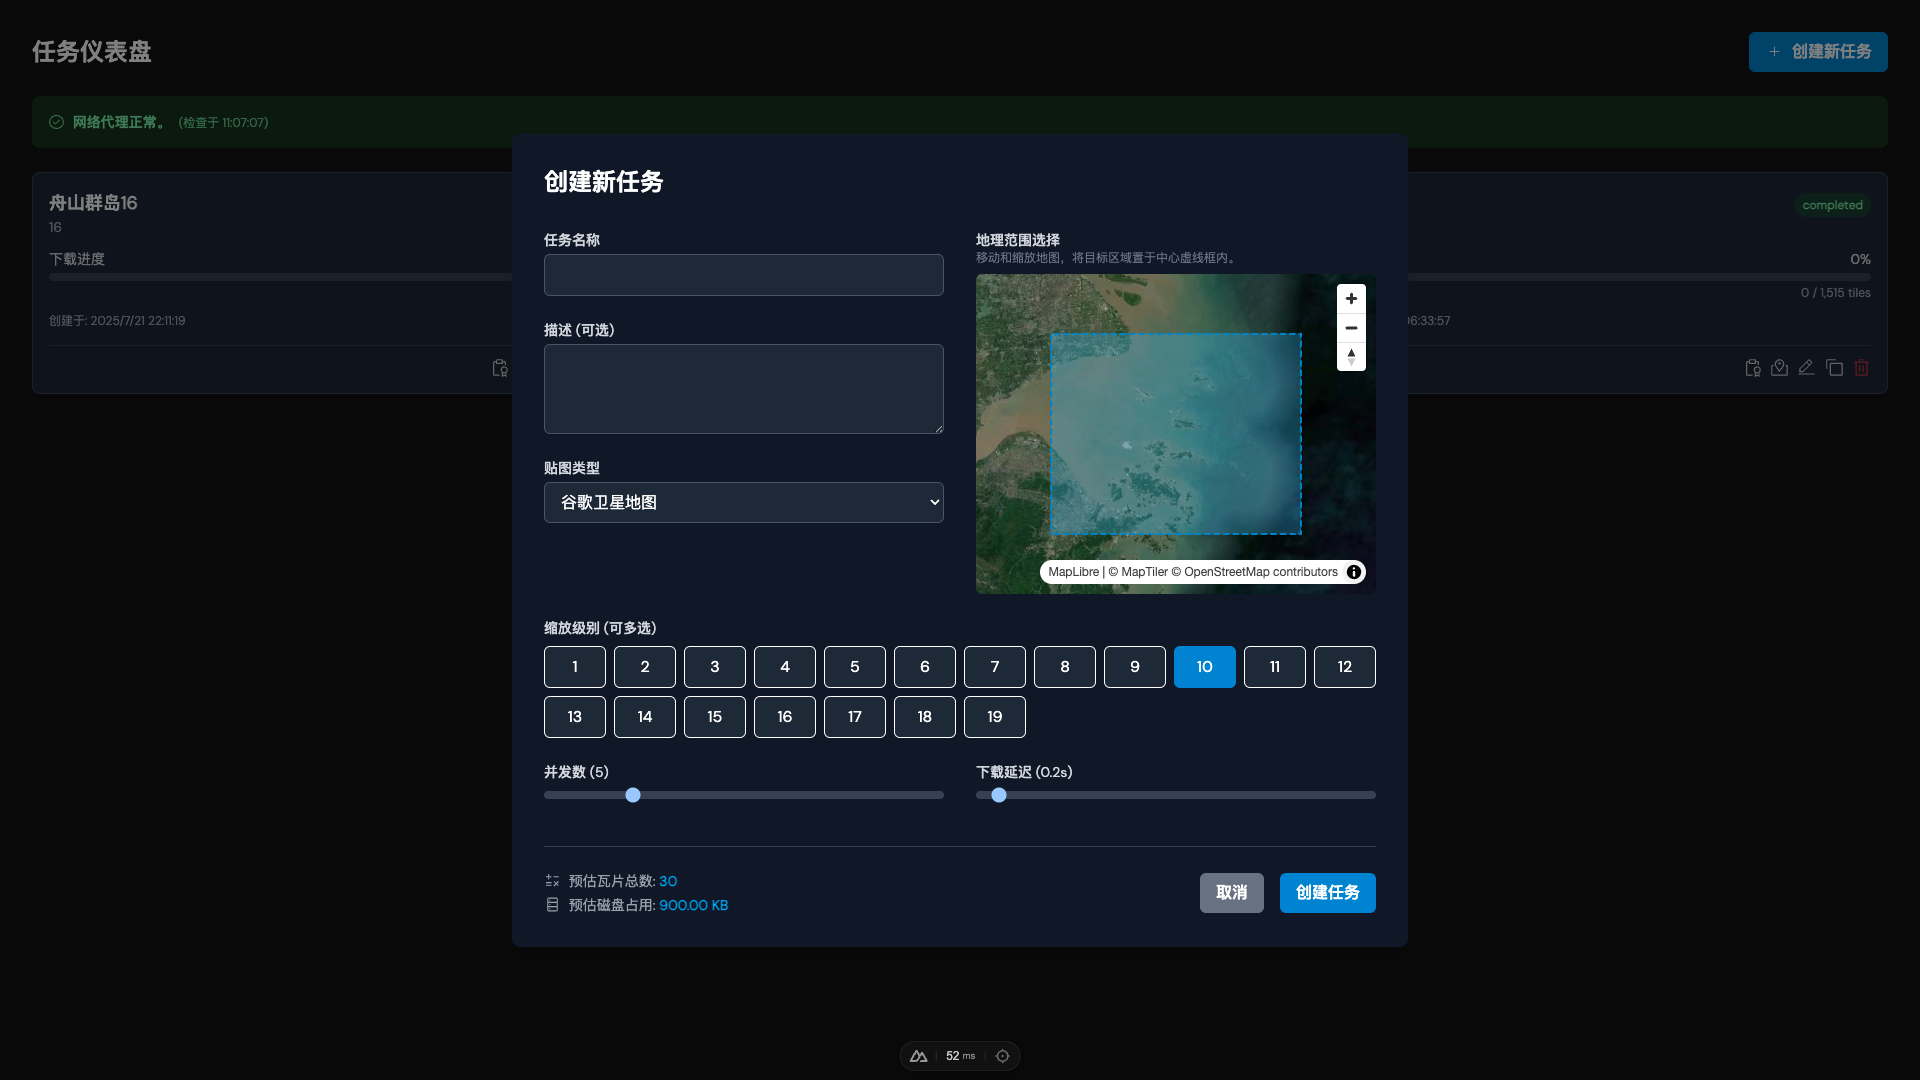 任务仪表盘
+ 创建新任务
网络代理正常。 (检查于 11:07:07)
舟山群岛16
16
下载进度
创建于: 2025/7/21 22:11:19
completed
0%
0 / 1,515 tiles
06:33:57
创建新任务
任务名称
描述 (可选)
贴图类型
谷歌卫星地图
地理范围选择
移动和缩放地图，将目标区域置于中心虚线框内。
MapLibre | © MapTiler © OpenStreetMap contributors
缩放级别 (可多选)
1 2 3 4 5 6 7 8 9 10 11 12
13 14 15 16 17 18 19
并发数 (5)
下载延迟 (0.2s)
预估瓦片总数: 30
预估磁盘占用: 900.00 KB
取消
创建任务
52 ms